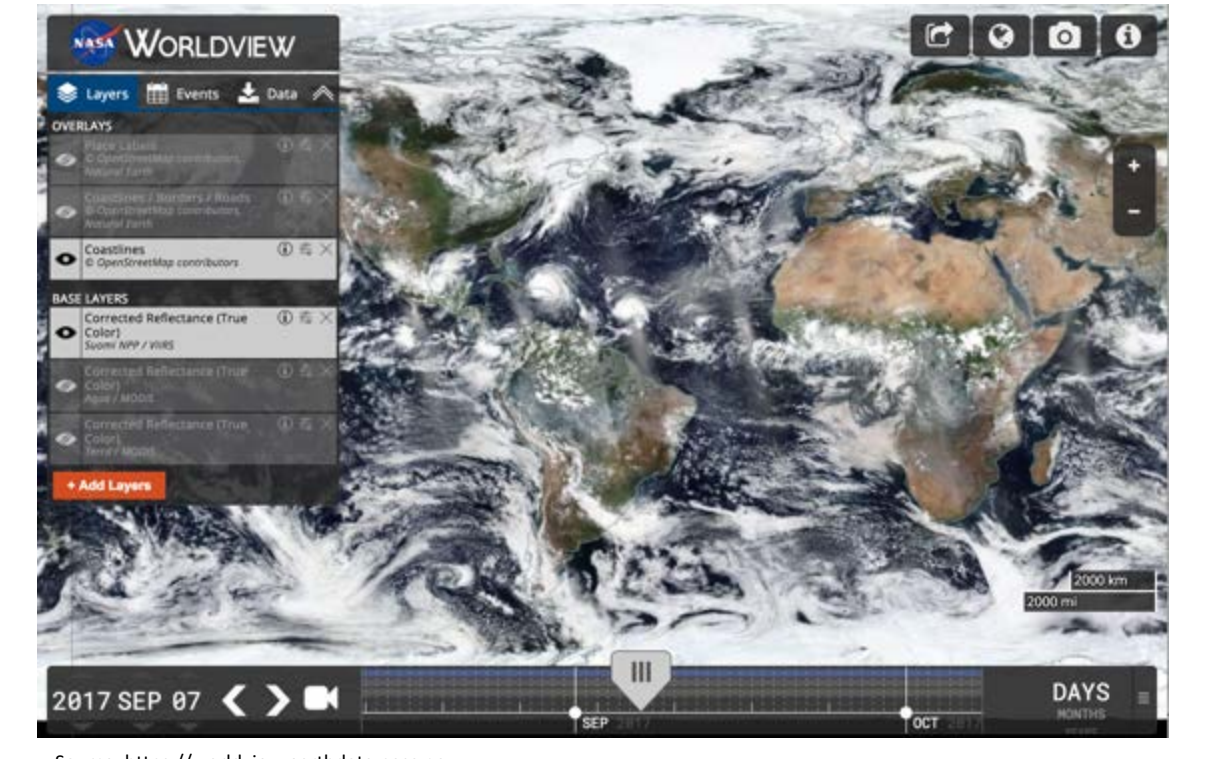 NASA WORLDVIEW
Layers Events Data
OVERLAYS
Place Labels
© OpenStreetMap contributors,
Natural Earth
Coastlines / Borders / Roads
© OpenStreetMap contributors,
Natural Earth
Coastlines
© OpenStreetMap contributors
BASE LAYERS
Corrected Reflectance (True
Color)
Suomi NPP / VIIRS
Corrected Reflectance (True
Color)
Aqua / MODIS
Corrected Reflectance (True
Color)
Terra / MODIS
+ Add Layers
+
-
2000 km
2000 mi
2017 SEP 07
SEP 2017
OCT 2017
DAYS
MONTHS